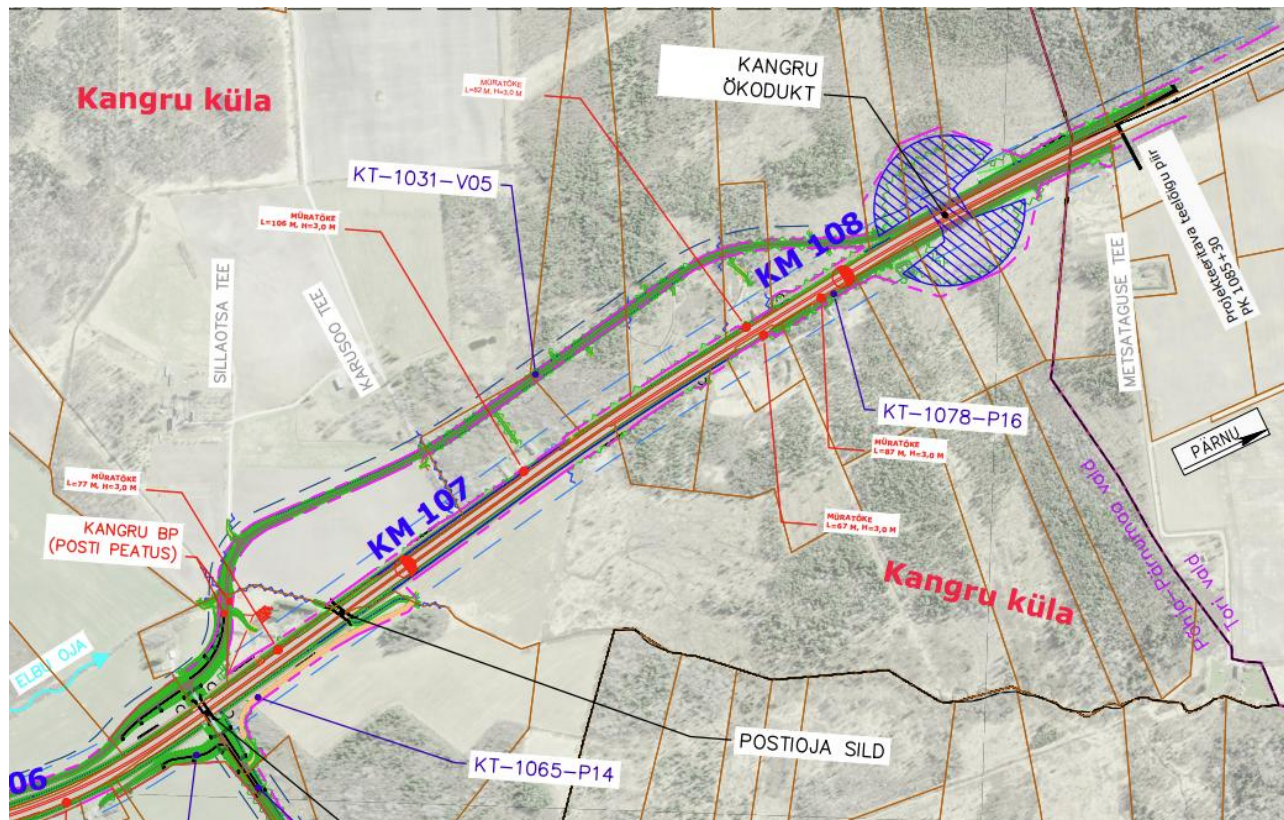 KANGRU
ÖKODUKT
Kangru küla
MÜRATÕKE
L=82 M, H=3,0 M
KT-1031-V05
MÜRATÕKE
L=106 M, H=3,0 M
Projekteeritava teelõigu piir
PK 1085+30
KM 108
SILLAOTSA TEE
KARUSOO TEE
METSATAGUSE TEE
KT-1078-P16
PÄRNU
MÜRATÕKE
L=87 M, H=3,0 M
MÜRATÕKE
L=77 M, H=3,0 M
KM 107
MÜRATÕKE
L=67 M, H=3,0 M
KANGRU BP
(POSTI PEATUS)
Kangru küla
Põhja-Pärnumaa vald
Tori vald
ELBU OJA
POSTIOJA SILD
KT-1065-P14
06